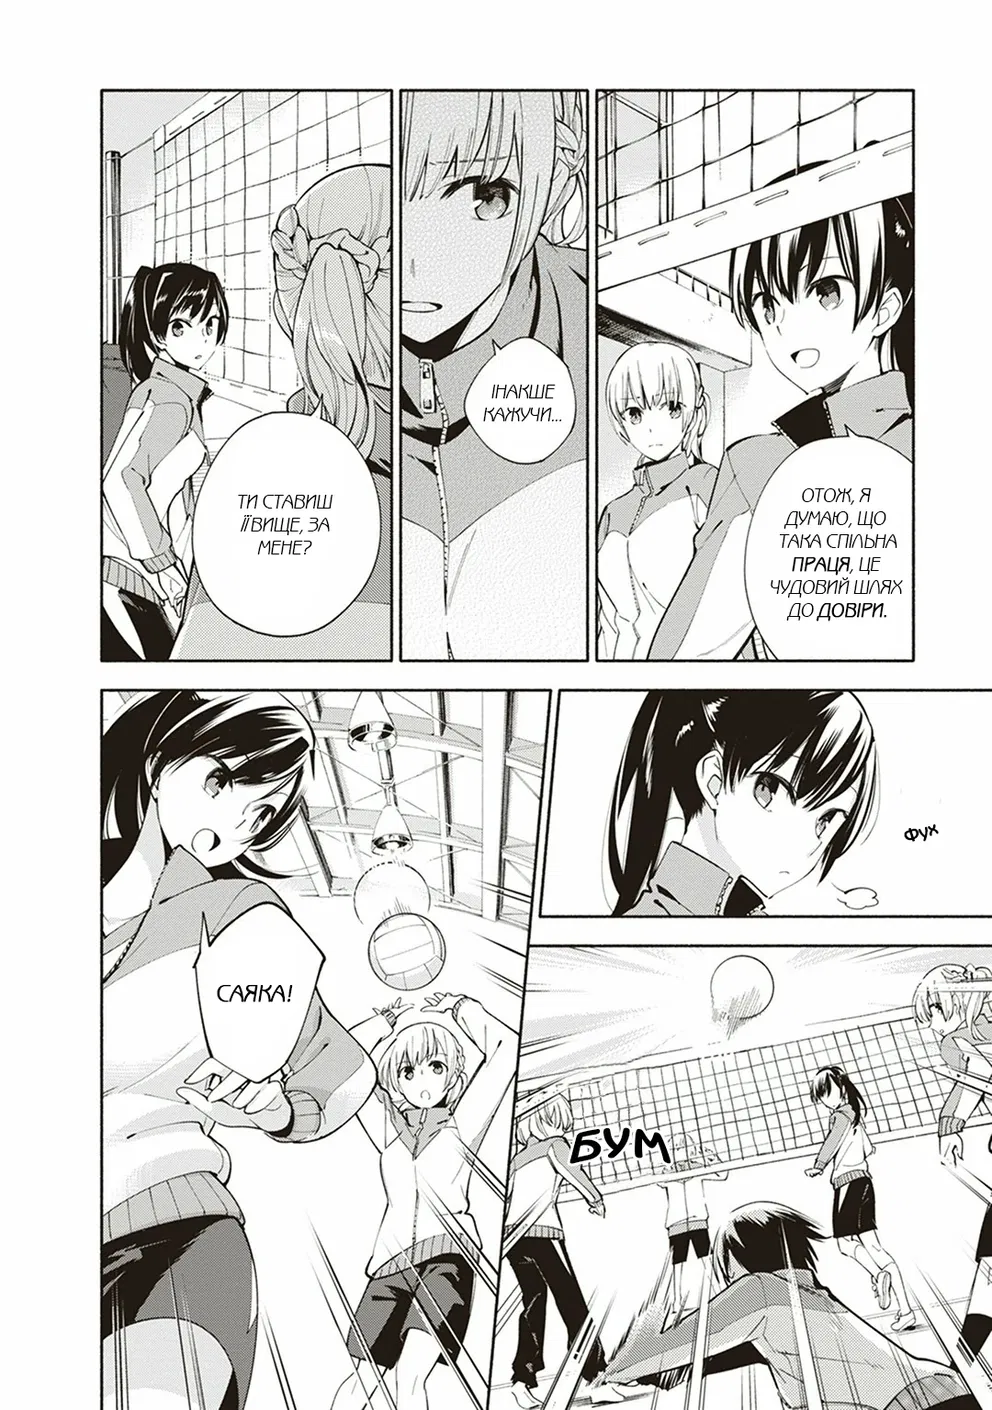 ОТОЖ, Я
ДУМАЮ, ЩО
ТАКА СПІЛЬНА
ПРАЦЯ, ЦЕ
ЧУДОВИЙ ШЛЯХ
ДО ДОВІРИ.
ІНАКШЕ
КАЖУЧИ...
ТИ СТАВИШ
ЇЇ ВИЩЕ, ЗА
МЕНЕ?
ФУХ
БУМ
САЯКА!